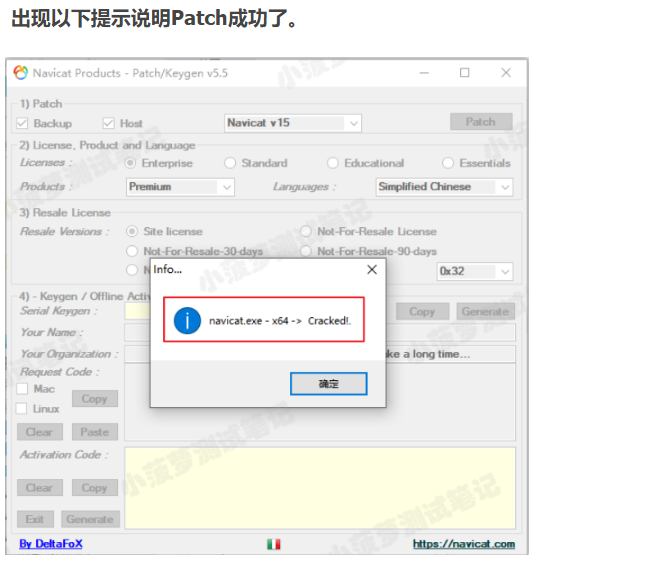 出现以下提示说明Patch成功了。
Navicat Products - Patch/Keygen v5.5
1) Patch
Backup Host Navicat v15 Patch
2) License, Product and Language
Licenses : Enterprise Standard Educational Essentials
Products : Premium Languages : Simplified Chinese
3) Resale License
Resale Versions : Site license Not-For-Resale License
Not-For-Resale-30-days Not-For-Resale-90-days
Info...
0x32
navicat.exe - x64 -> Cracked!.
确定
4) - Keygen / Offline
Serial Keygen : Copy Generate
Your Name :
Your Organization : a long time...
Request Code :
Mac
Linux
Copy
Clear Paste
Activation Code :
Clear Copy
Exit Generate
By DeltaFoX https://navicat.com
小菠萝测试笔记